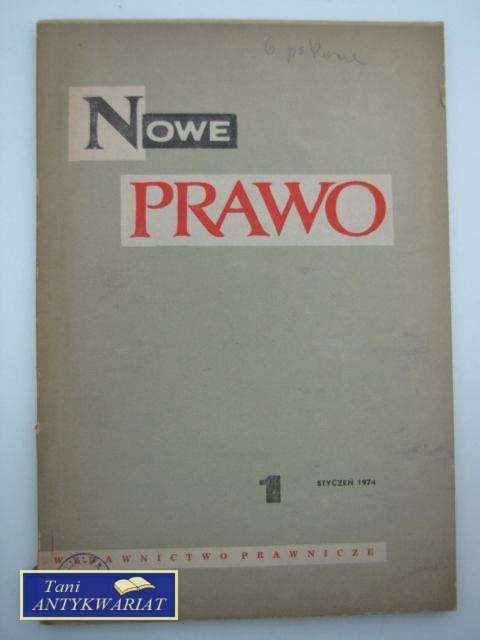 NOWE
PRAWO
1 STYCZEŃ 1974
WYDAWNICTWO PRAWNICZE
Tani
ANTYKWARIAT